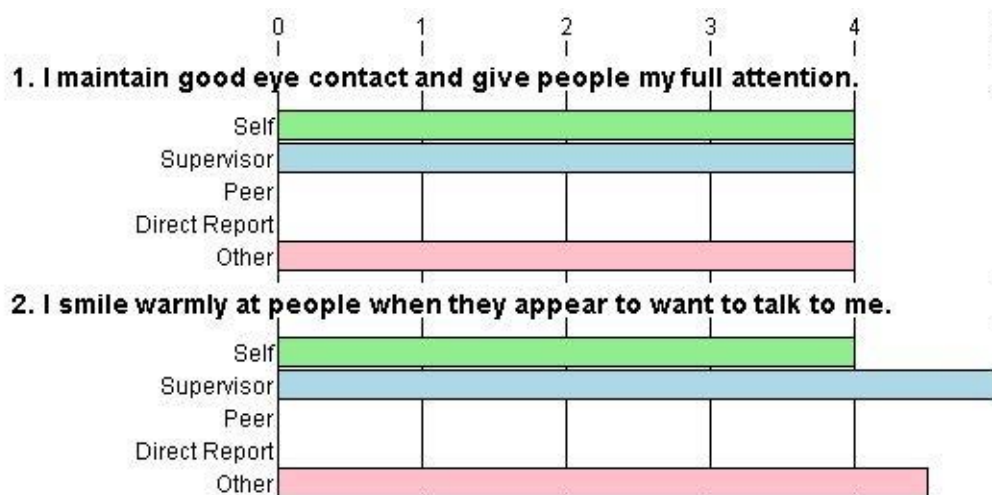 0 1 2 3 4
1. I maintain good eye contact and give people my full attention.
Self
Supervisor
Peer
Direct Report
Other
2. I smile warmly at people when they appear to want to talk to me.
Self
Supervisor
Peer
Direct Report
Other